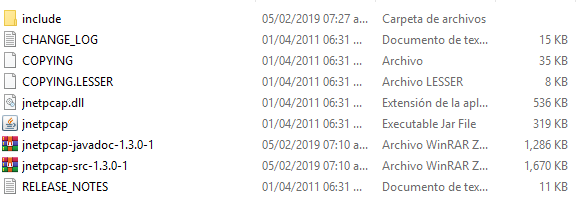 include 05/02/2019 07:27 a... Carpeta de archivos
CHANGE_LOG 01/04/2011 06:31 ... Documento de tex... 15 KB
COPYING 01/04/2011 06:31 ... Archivo 35 KB
COPYING.LESSER 01/04/2011 06:31 ... Archivo LESSER 8 KB
jnetpcap.dll 01/04/2011 06:31 ... Extensión de la apl... 536 KB
jnetpcap 01/04/2011 06:31 ... Executable Jar File 319 KB
jnetpcap-javadoc-1.3.0-1 05/02/2019 07:10 a... Archivo WinRAR Z... 1,286 KB
jnetpcap-src-1.3.0-1 05/02/2019 07:10 a... Archivo WinRAR Z... 1,670 KB
RELEASE_NOTES 01/04/2011 06:31 ... Documento de tex... 11 KB